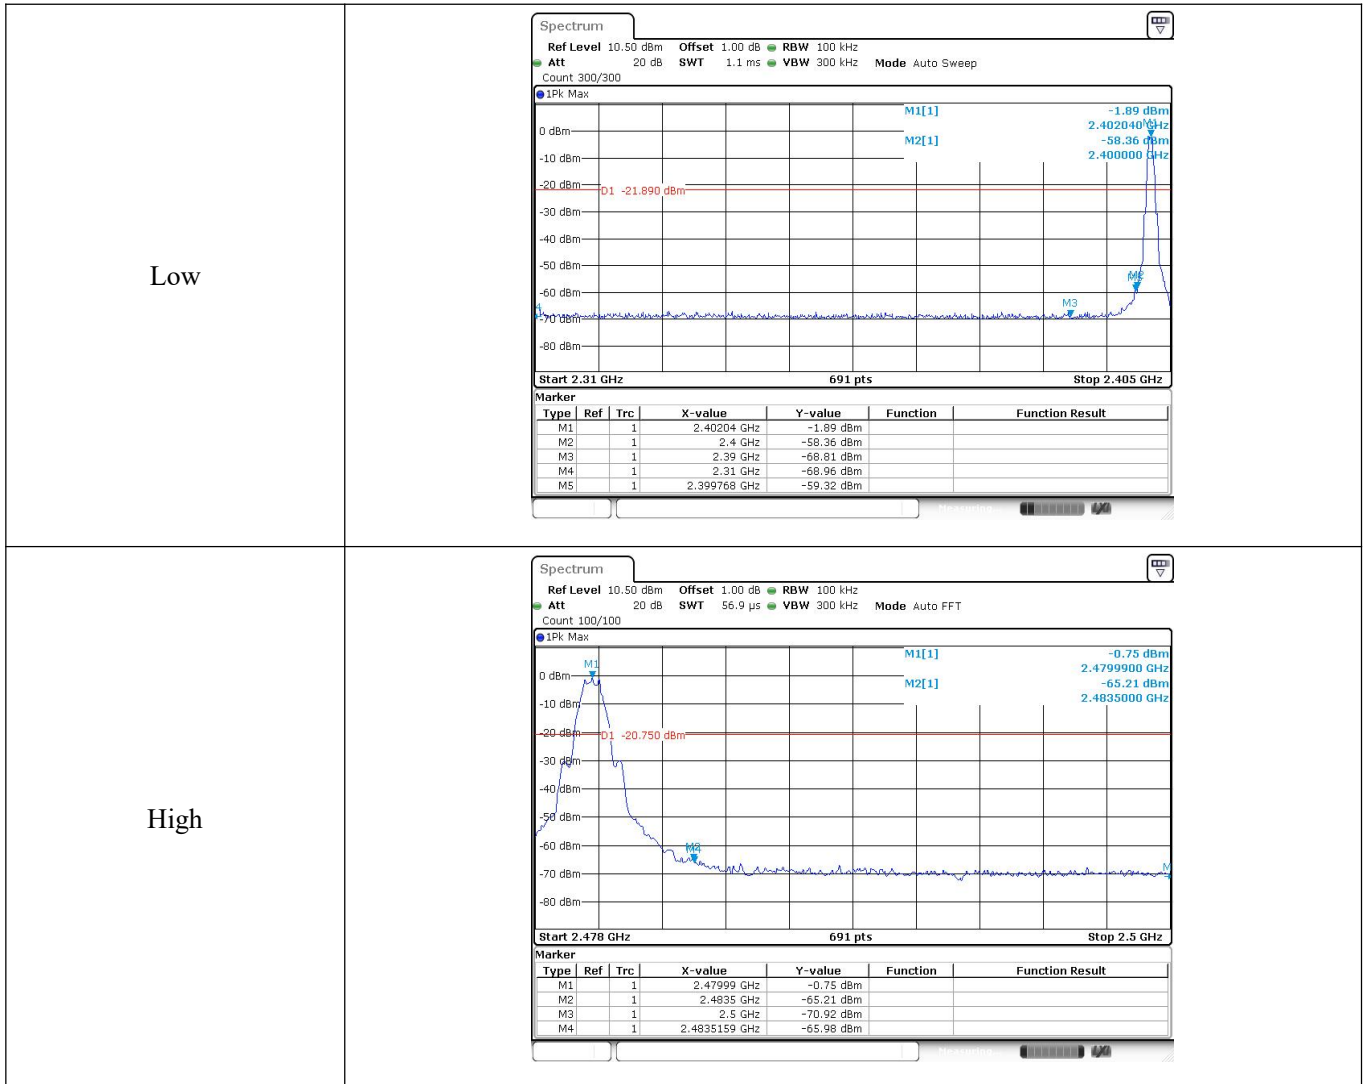 Low
Spectrum
Ref Level 10.50 dBm Offset 1.00 dB RBW 100 kHz
Att 20 dB SWT 1.1 ms VBW 300 kHz Mode Auto Sweep
Count 300/300
1Pk Max
M1[1] -1.89 dBm
2.402040 GHz
M2[1] -58.36 dBm
2.400000 GHz
M1
0 dBm
-10 dBm
-20 dBm
D1 -21.890 dBm
-30 dBm
-40 dBm
-50 dBm
-60 dBm
M3
-70 dBm
-80 dBm
Start 2.31 GHz 691 pts Stop 2.405 GHz
Marker
Type Ref Trc X-value Y-value Function Function Result
M1 1 2.40204 GHz -1.89 dBm
M2 1 2.4 GHz -58.36 dBm
M3 1 2.39 GHz -68.81 dBm
M4 1 2.31 GHz -68.96 dBm
M5 1 2.399768 GHz -59.32 dBm
Measuring... LXI
High
Spectrum
Ref Level 10.50 dBm Offset 1.00 dB RBW 100 kHz
Att 20 dB SWT 56.9 µs VBW 300 kHz Mode Auto FFT
Count 100/100
1Pk Max
M1[1] -0.75 dBm
2.4799900 GHz
M2[1] -65.21 dBm
2.4835000 GHz
M1
0 dBm
-10 dBm
-20 dBm
D1 -20.750 dBm
-30 dBm
-40 dBm
-50 dBm
-60 dBm
-70 dBm
-80 dBm
Start 2.478 GHz 691 pts Stop 2.5 GHz
Marker
Type Ref Trc X-value Y-value Function Function Result
M1 1 2.47999 GHz -0.75 dBm
M2 1 2.4835 GHz -65.21 dBm
M3 1 2.5 GHz -70.92 dBm
M4 1 2.4835159 GHz -65.98 dBm
Measuring... LXI